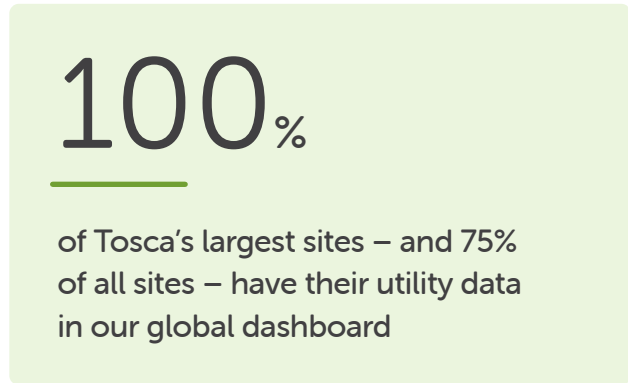 100%
of Tosca’s largest sites – and 75%
of all sites – have their utility data
in our global dashboard